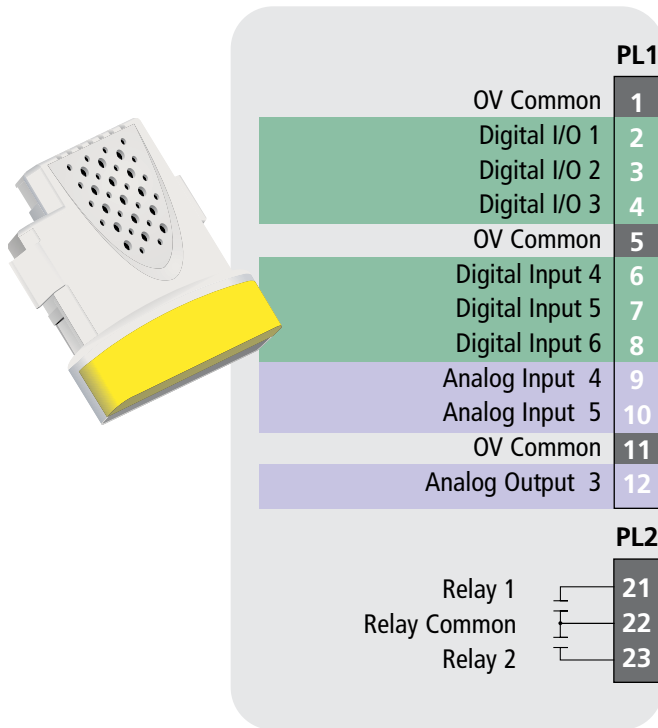 PL1
OV Common 1
Digital I/O 1 2
Digital I/O 2 3
Digital I/O 3 4
OV Common 5
Digital Input 4 6
Digital Input 5 7
Digital Input 6 8
Analog Input 4 9
Analog Input 5 10
OV Common 11
Analog Output 3 12
PL2
Relay 1 21
Relay Common 22
Relay 2 23